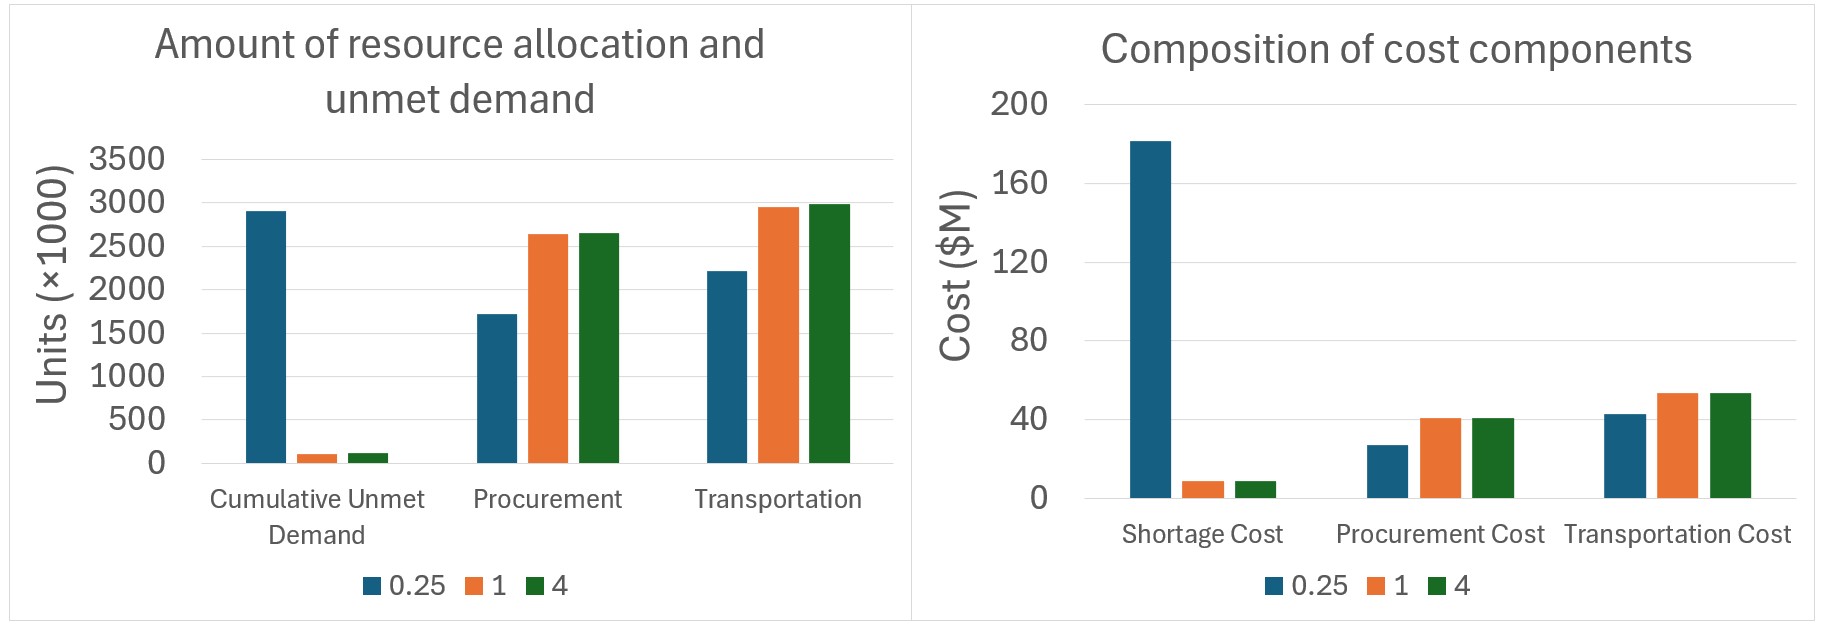 Amount of resource allocation and
unmet demand
Units (×1000)
3500
3000
2500
2000
1500
1000
500
0
Cumulative Unmet
Demand
Procurement
Transportation
0.25 1 4
Composition of cost components
Cost ($M)
200
160
120
80
40
0
Shortage Cost
Procurement Cost
Transportation Cost
0.25 1 4